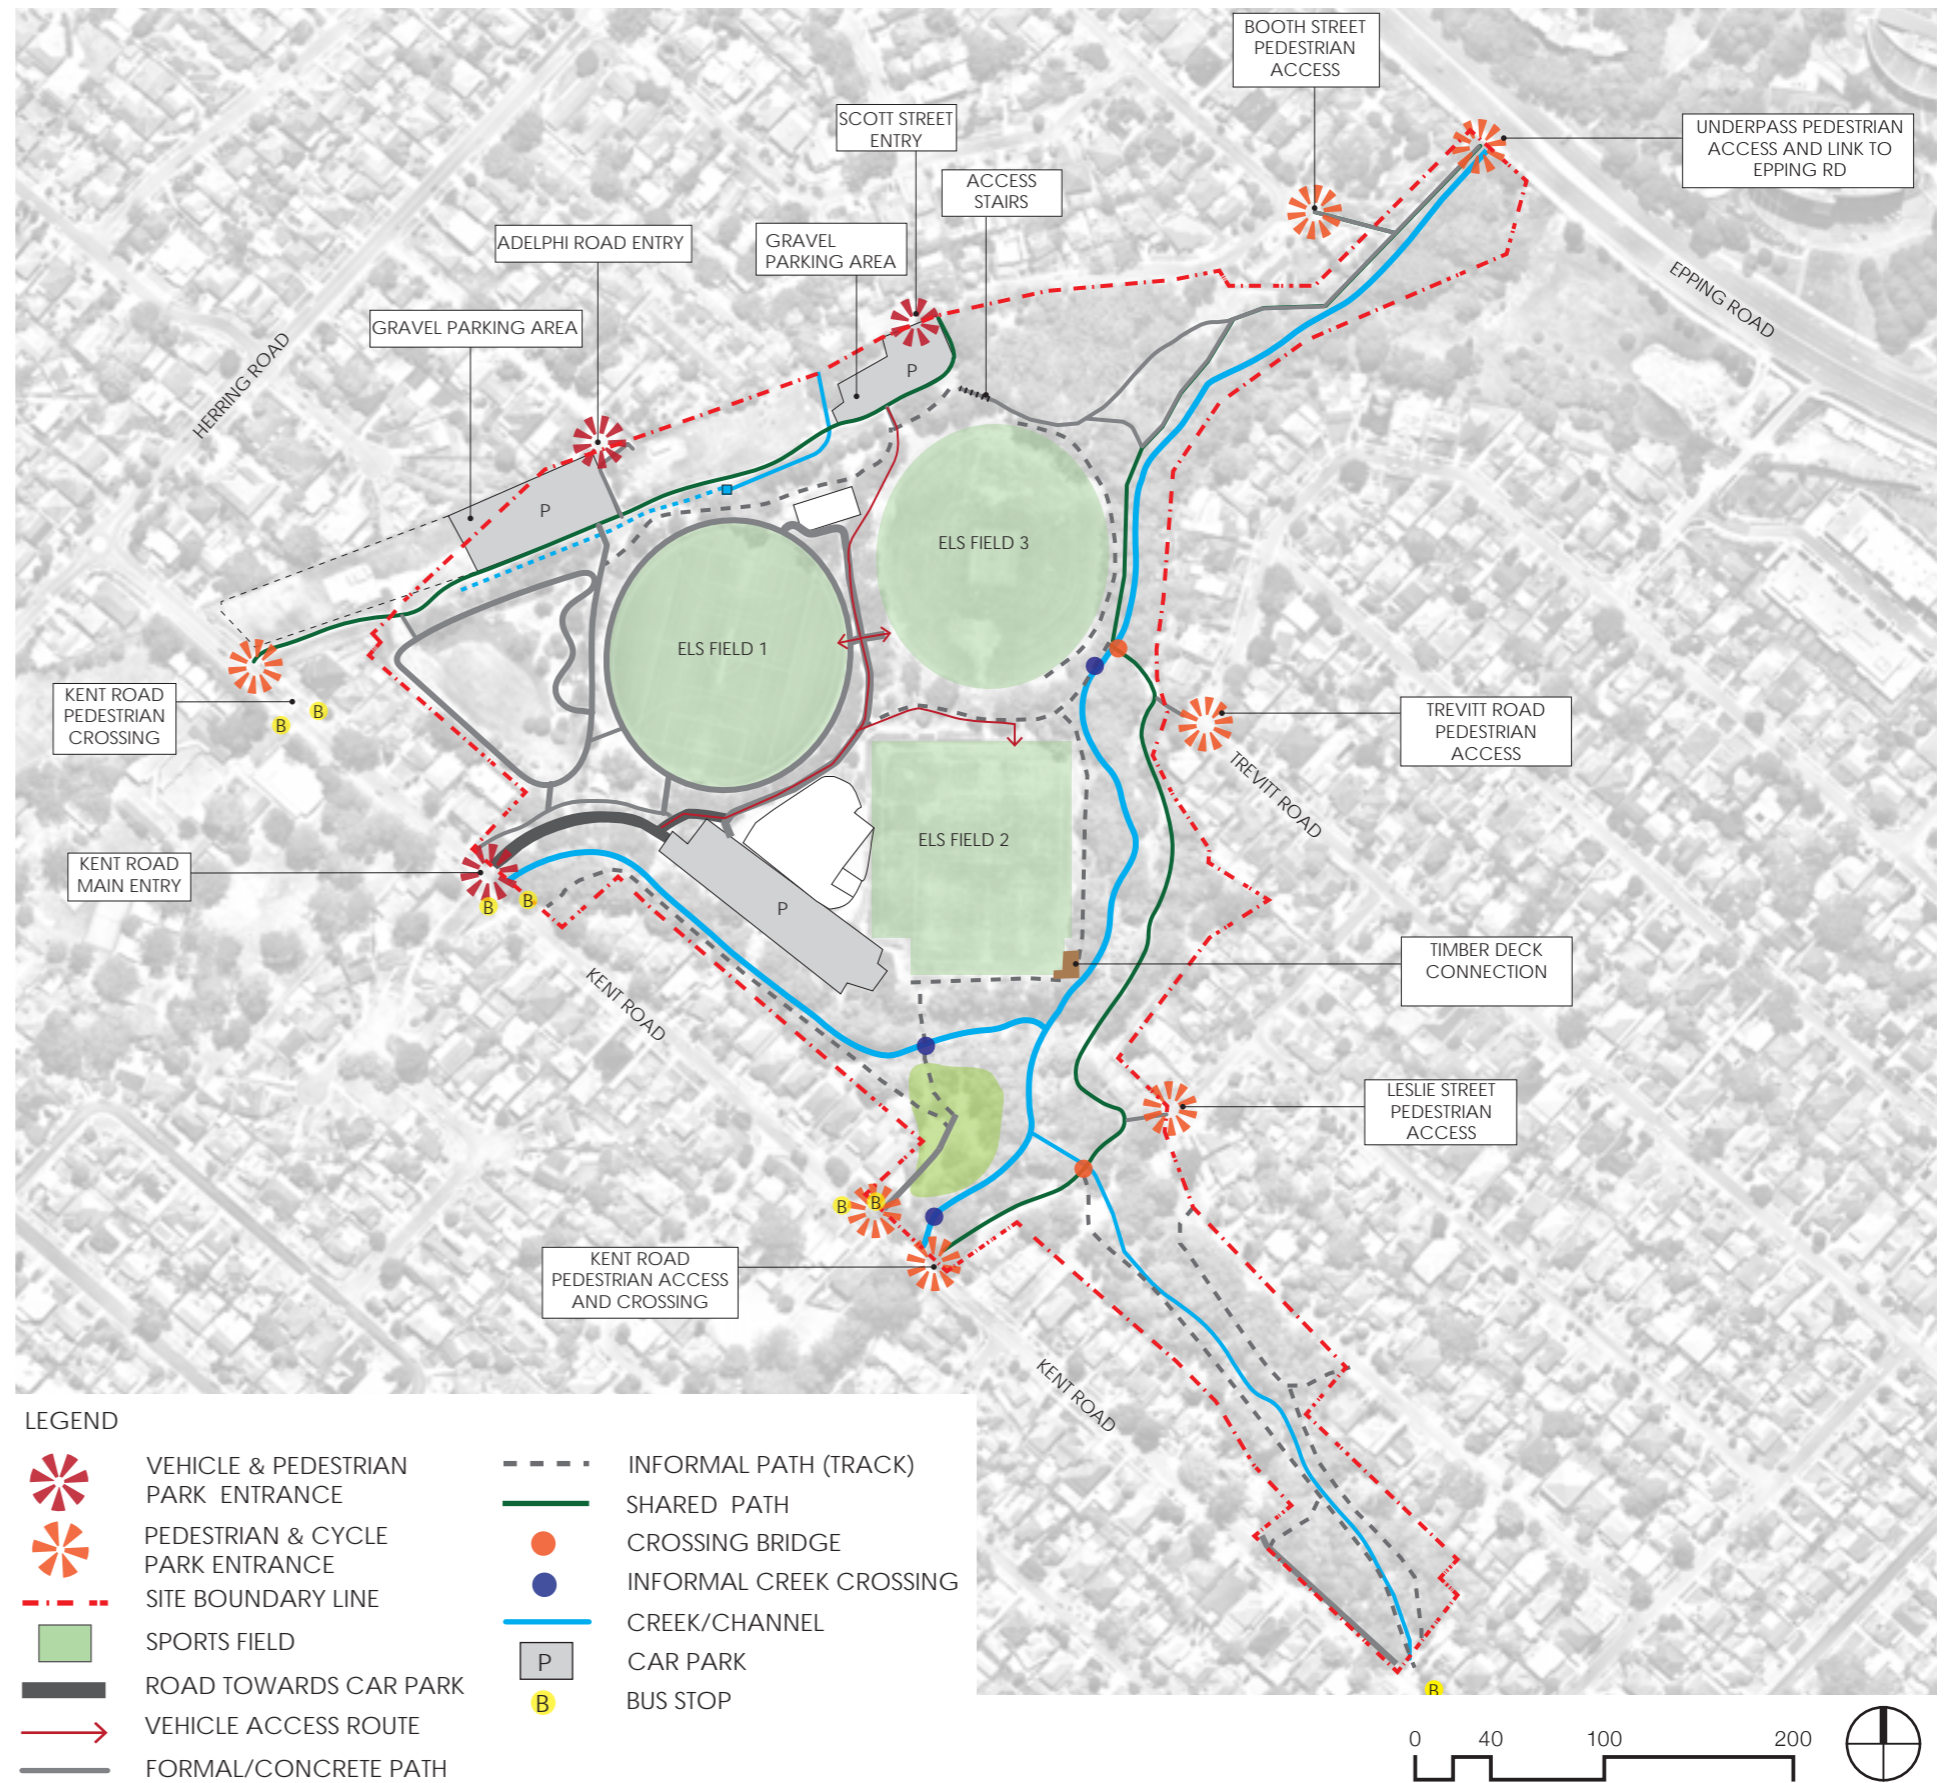 BOOTH STREET
PEDESTRIAN
ACCESS
SCOTT STREET
ENTRY
UNDERPASS PEDESTRIAN
ACCESS AND LINK TO
EPPING RD
ACCESS
STAIRS
ADELPHI ROAD ENTRY
GRAVEL
PARKING AREA
GRAVEL PARKING AREA
HERRING ROAD
EPPING ROAD
P
P
ELS FIELD 3
ELS FIELD 1
KENT ROAD
PEDESTRIAN
CROSSING
B
B
TREVITT ROAD
PEDESTRIAN
ACCESS
TREVITT ROAD
ELS FIELD 2
KENT ROAD
MAIN ENTRY
B
B
P
TIMBER DECK
CONNECTION
KENT ROAD
LESLIE STREET
PEDESTRIAN
ACCESS
B
B
KENT ROAD
PEDESTRIAN ACCESS
AND CROSSING
KENT ROAD
B
LEGEND
VEHICLE & PEDESTRIAN
PARK ENTRANCE
PEDESTRIAN & CYCLE
PARK ENTRANCE
SITE BOUNDARY LINE
SPORTS FIELD
ROAD TOWARDS CAR PARK
VEHICLE ACCESS ROUTE
FORMAL/CONCRETE PATH
INFORMAL PATH (TRACK)
SHARED PATH
CROSSING BRIDGE
INFORMAL CREEK CROSSING
CREEK/CHANNEL
P
CAR PARK
B
BUS STOP
0 40 100 200